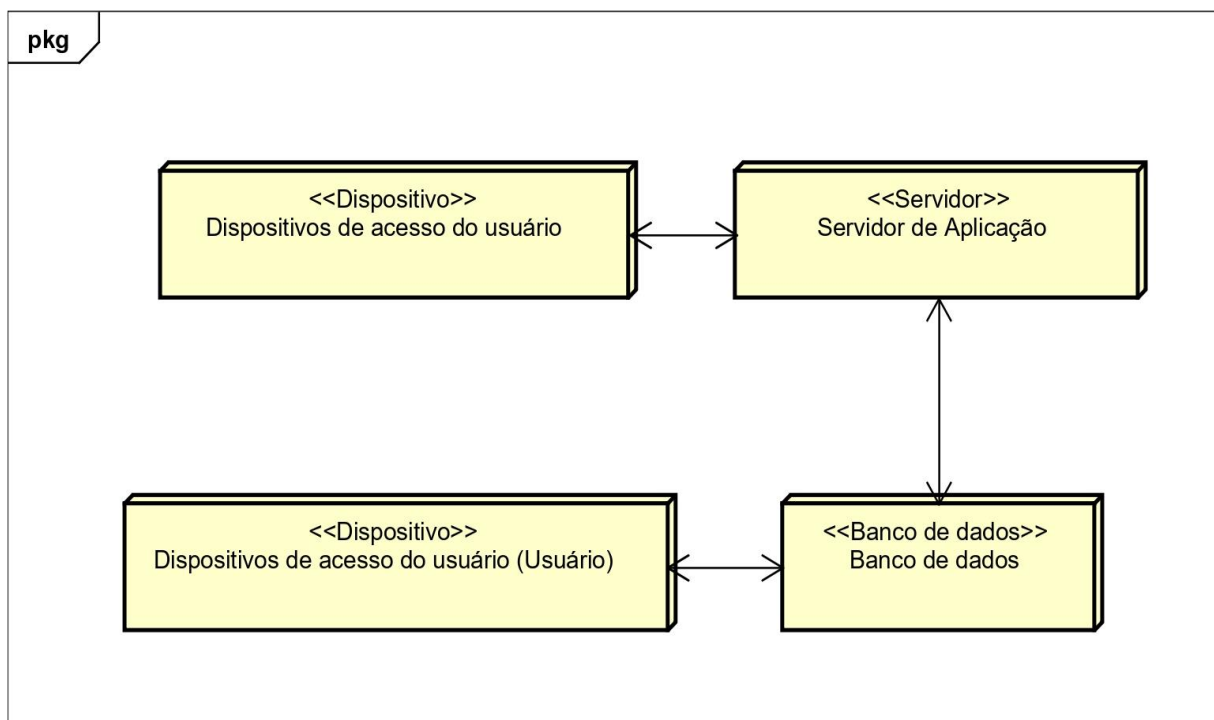 pkg
<<Dispositivo>>
Dispositivos de acesso do usuário
<<Servidor>>
Servidor de Aplicação
<<Dispositivo>>
Dispositivos de acesso do usuário (Usuário)
<<Banco de dados>>
Banco de dados